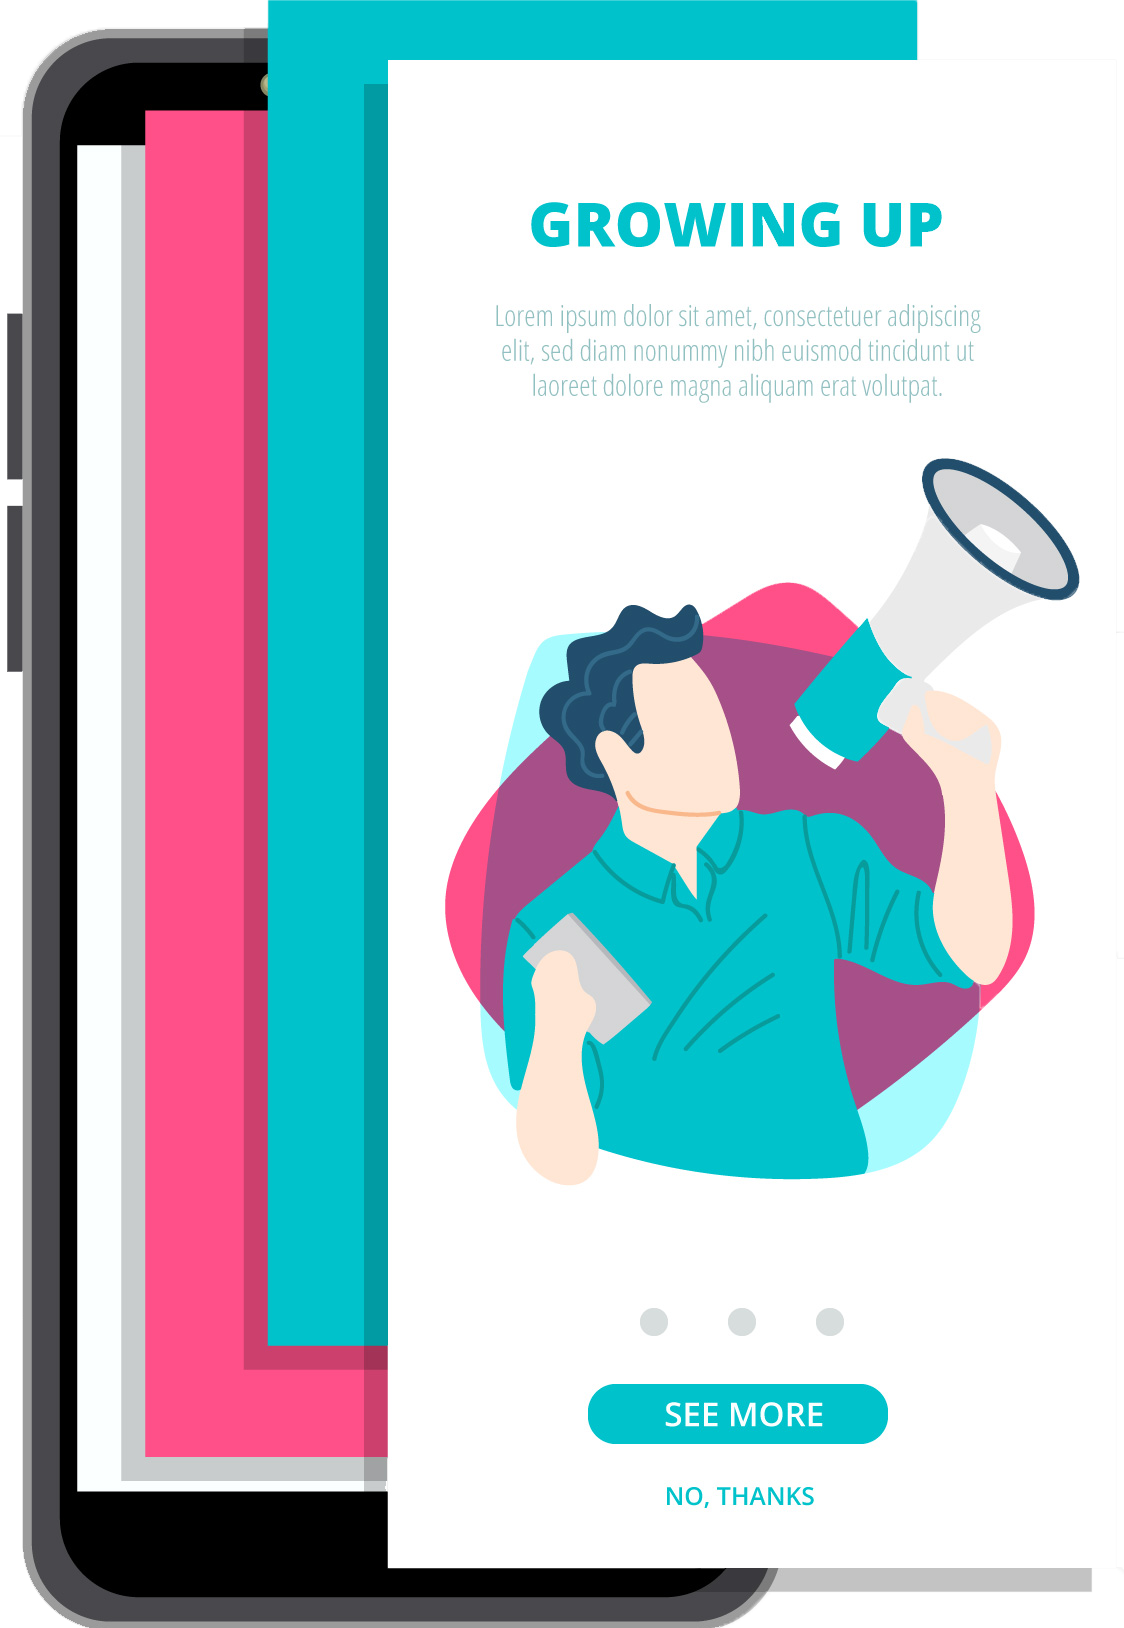 GROWING UP
Lorem ipsum dolor sit amet, consectetuer adipiscing
elit, sed diam nonummy nibh euismod tincidunt ut
laoreet dolore magna aliquam erat volutpat.
SEE MORE
NO, THANKS